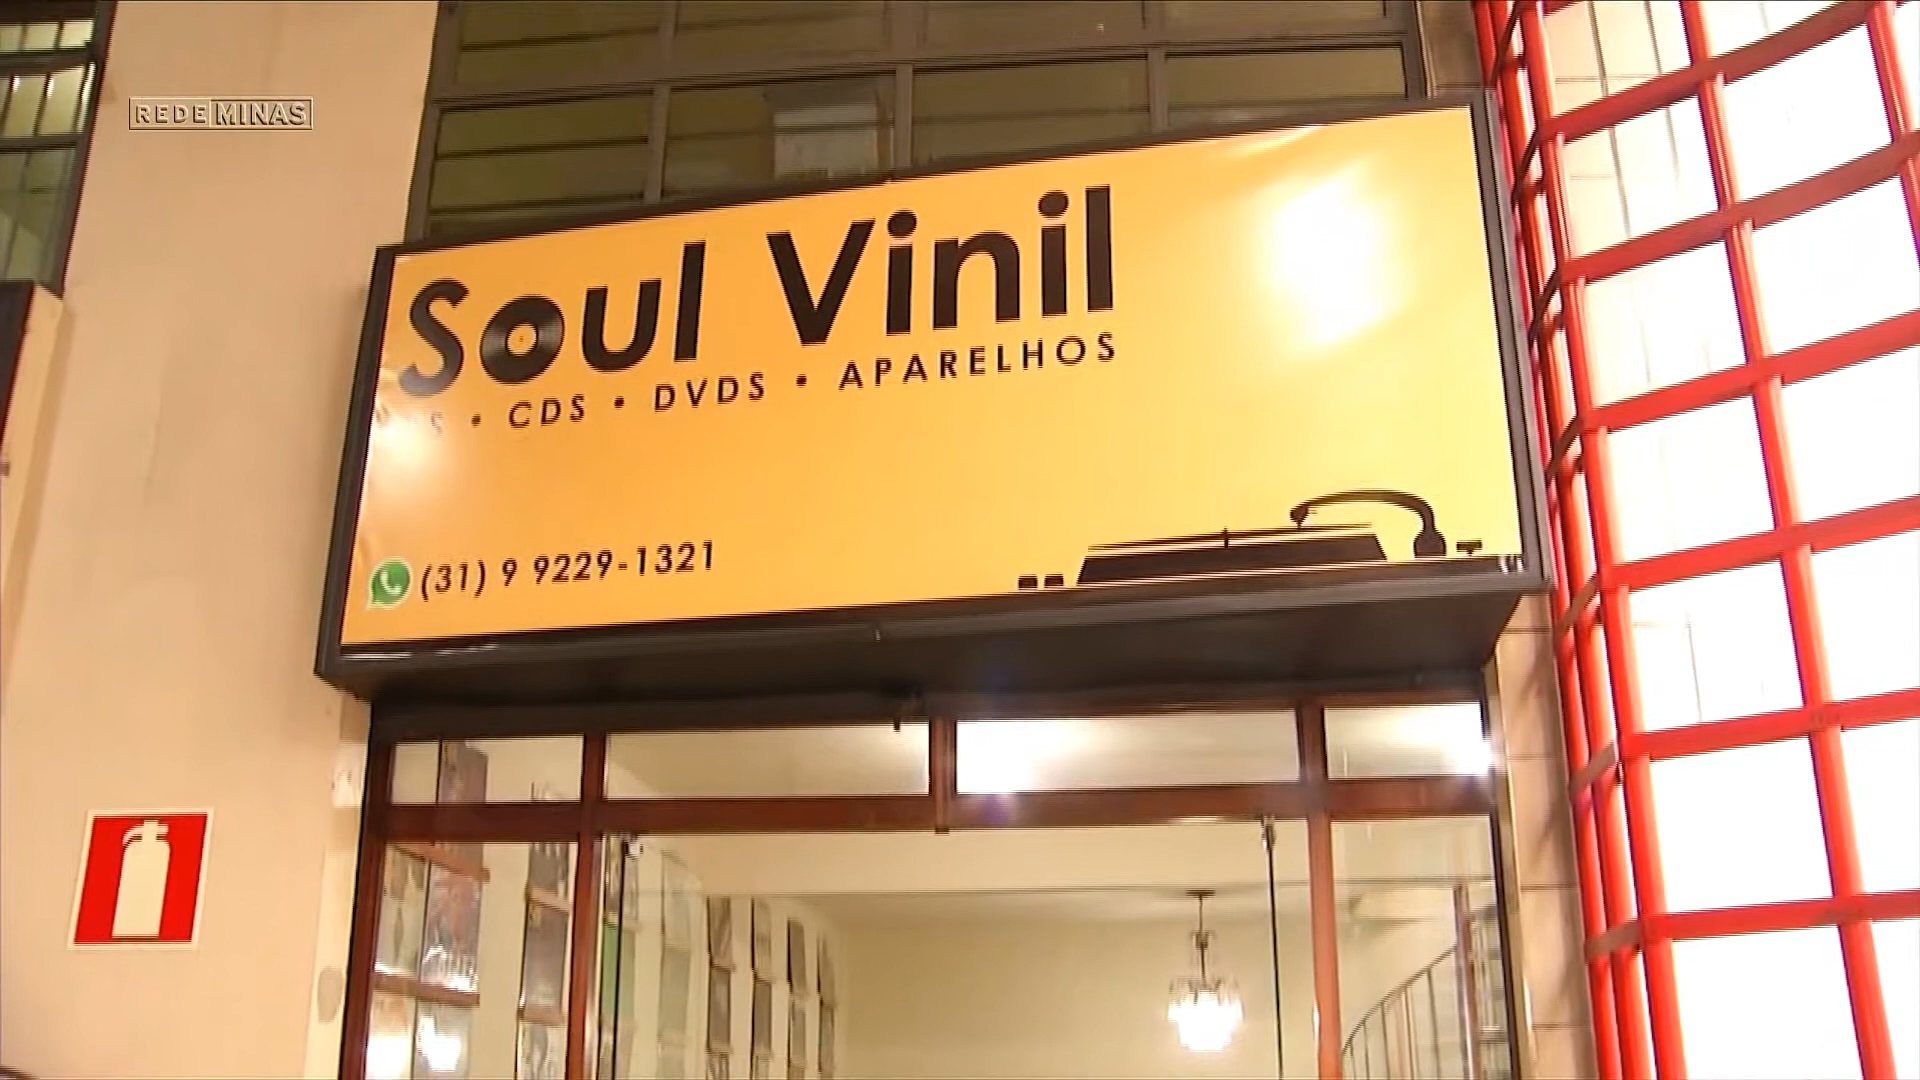 REDE MINAS
Soul Vinil
• CDS • DVDS • APARELHOS
(31) 9 9229-1321